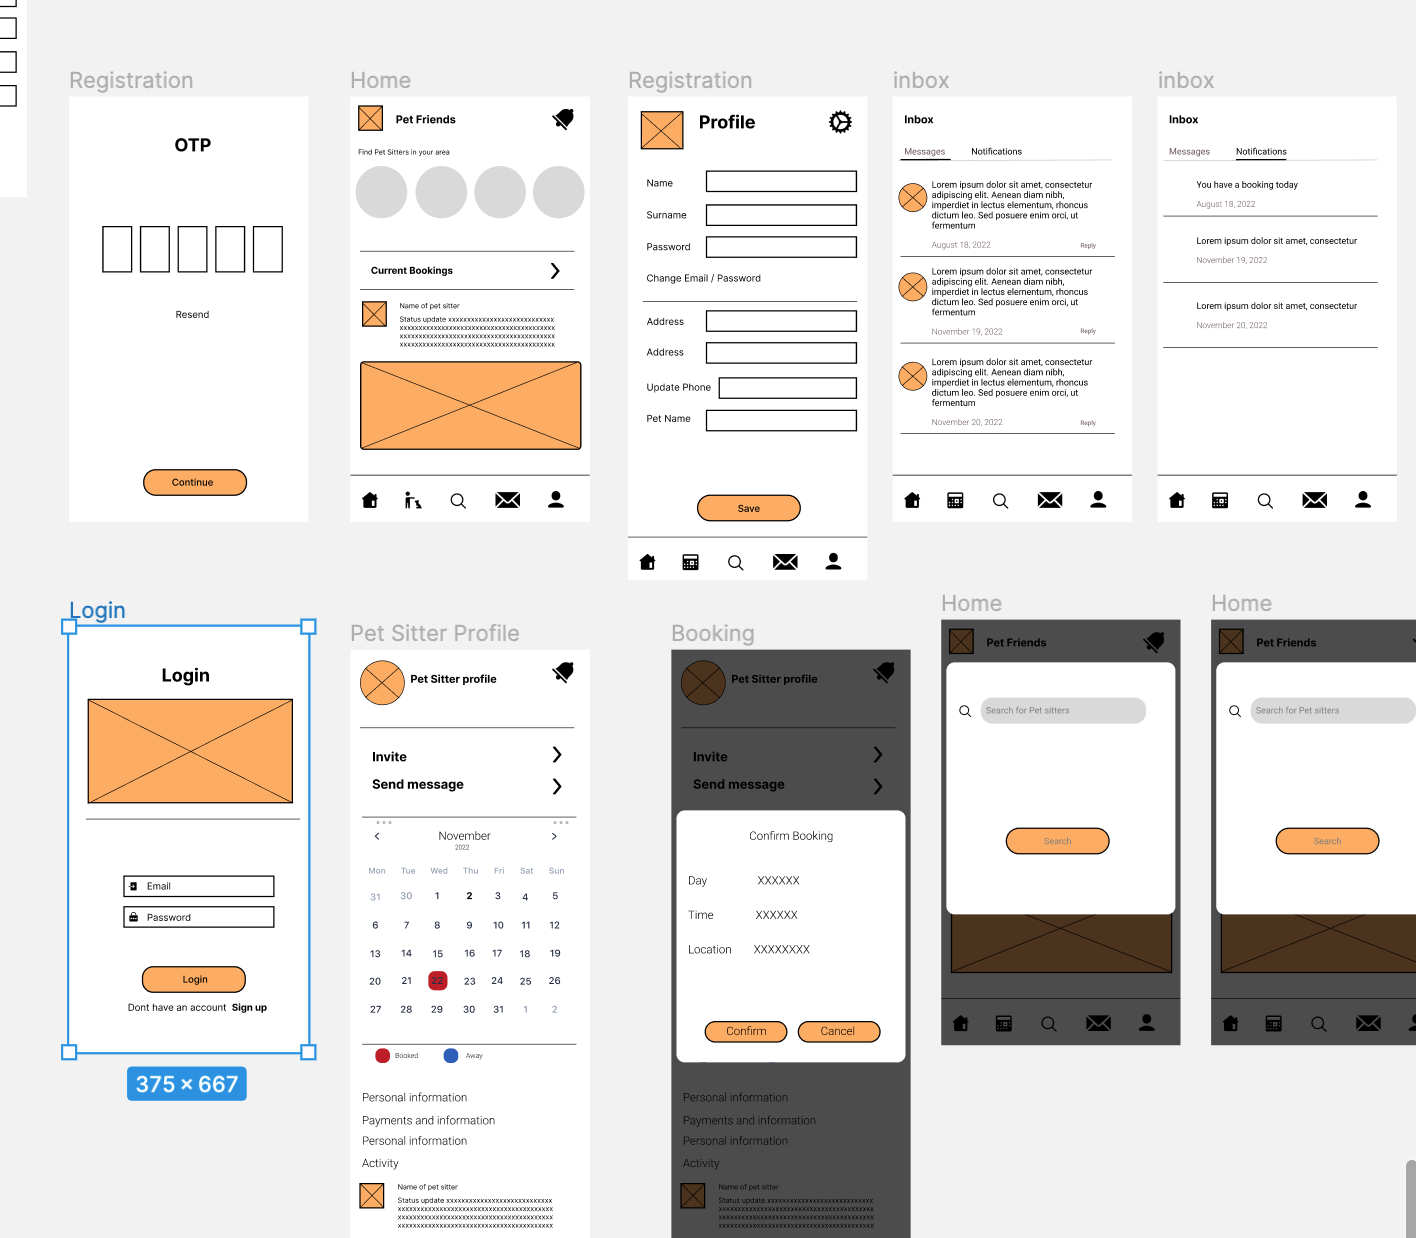 Registration
OTP
Resend
Continue
Home
Pet Friends
Find Pet Sitters in your area
Current Bookings
Name of pet sitter
Status update xxxxxxxxxxxxxxxxxxxxxxxxxxx
xxxxxxxxxxxxxxxxxxxxxxxxxxxxxxxxxxxxxxx
xxxxxxxxxxxxxxxxxxxxxxxxxxxxxxxxxxxxxxx
xxxxxxxxxxxxxxxxxxxxxxxxxxxxxxxxxxxxxxx
Registration
Profile
Name
Surname
Password
Change Email / Password
Address
Address
Update Phone
Pet Name
Save
inbox
Inbox
Messages Notifications
Lorem ipsum dolor sit amet, consectetur
adipiscing elit. Aenean diam nibh,
imperdiet in lectus elementum, rhoncus
dictum leo. Sed posuere enim orci, ut
fermentum
August 18, 2022 Reply
Lorem ipsum dolor sit amet, consectetur
adipiscing elit. Aenean diam nibh,
imperdiet in lectus elementum, rhoncus
dictum leo. Sed posuere enim orci, ut
fermentum
November 19, 2022 Reply
Lorem ipsum dolor sit amet, consectetur
adipiscing elit. Aenean diam nibh,
imperdiet in lectus elementum, rhoncus
dictum leo. Sed posuere enim orci, ut
fermentum
November 20, 2022 Reply
inbox
Inbox
Messages Notifications
You have a booking today
August 18, 2022
Lorem ipsum dolor sit amet, consectetur
November 19, 2022
Lorem ipsum dolor sit amet, consectetur
November 20, 2022
Login
Login
Email
Password
Login
Dont have an account Sign up
375 × 667
Pet Sitter Profile
Pet Sitter profile
Invite
Send message
November
2022
Mon Tue Wed Thu Fri Sat Sun
31 30 1 2 3 4 5
6 7 8 9 10 11 12
13 14 15 16 17 18 19
20 21 22 23 24 25 26
27 28 29 30 31 1 2
Booked Away
Personal information
Payments and information
Personal information
Activity
Name of pet sitter
Status update xxxxxxxxxxxxxxxxxxxxxxxxxxx
xxxxxxxxxxxxxxxxxxxxxxxxxxxxxxxxxxxxxxx
xxxxxxxxxxxxxxxxxxxxxxxxxxxxxxxxxxxxxxx
xxxxxxxxxxxxxxxxxxxxxxxxxxxxxxxxxxxxxxx
Booking
Pet Sitter profile
Invite
Send message
Confirm Booking
Day XXXXXX
Time XXXXXX
Location XXXXXXXX
Confirm Cancel
Personal information
Payments and information
Personal information
Activity
Name of pet sitter
Status update xxxxxxxxxxxxxxxxxxxxxxxxxxx
xxxxxxxxxxxxxxxxxxxxxxxxxxxxxxxxxxxxxxx
xxxxxxxxxxxxxxxxxxxxxxxxxxxxxxxxxxxxxxx
xxxxxxxxxxxxxxxxxxxxxxxxxxxxxxxxxxxxxxx
Home
Pet Friends
Search for Pet sitters
Search
Home
Pet Friends
Search for Pet sitters
Search